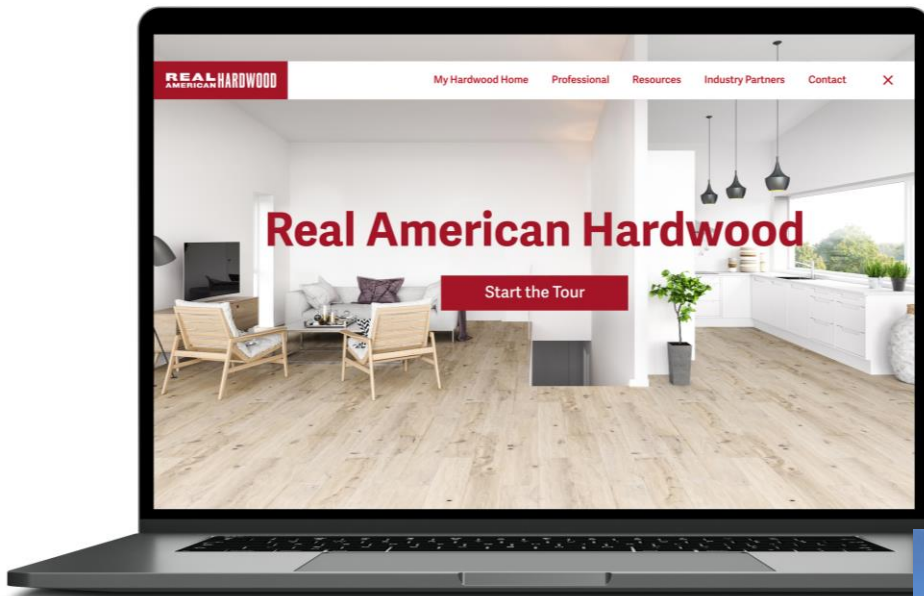 REAL AMERICAN HARDWOOD
My Hardwood Home Professional Resources Industry Partners Contact ✕
Real American Hardwood
Start the Tour